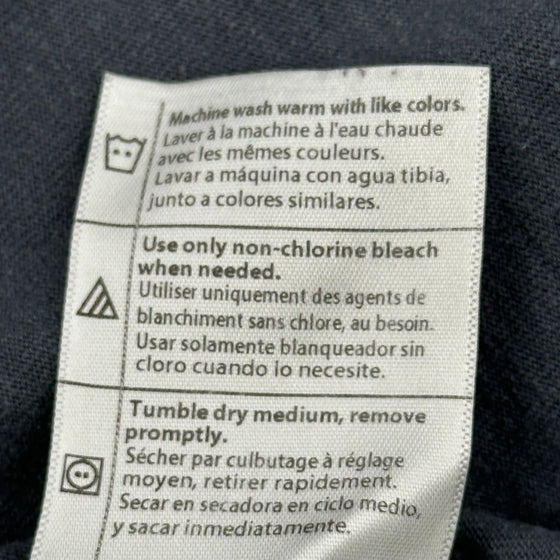 Machine wash warm with like colors.
Laver à la machine à l'eau chaude
avec les mêmes couleurs.
Lavar a máquina con agua tibia,
junto a colores similares.
Use only non-chlorine bleach
when needed.
Utiliser uniquement des agents de
blanchiment sans chlore, au besoin.
Usar solamente blanqueador sin
cloro cuando lo necesite.
Tumble dry medium, remove
promptly.
Sécher par culbutage à réglage
moyen, retirer rapidement.
Secar en secadora en ciclo medio,
y sacar inmediatamente.